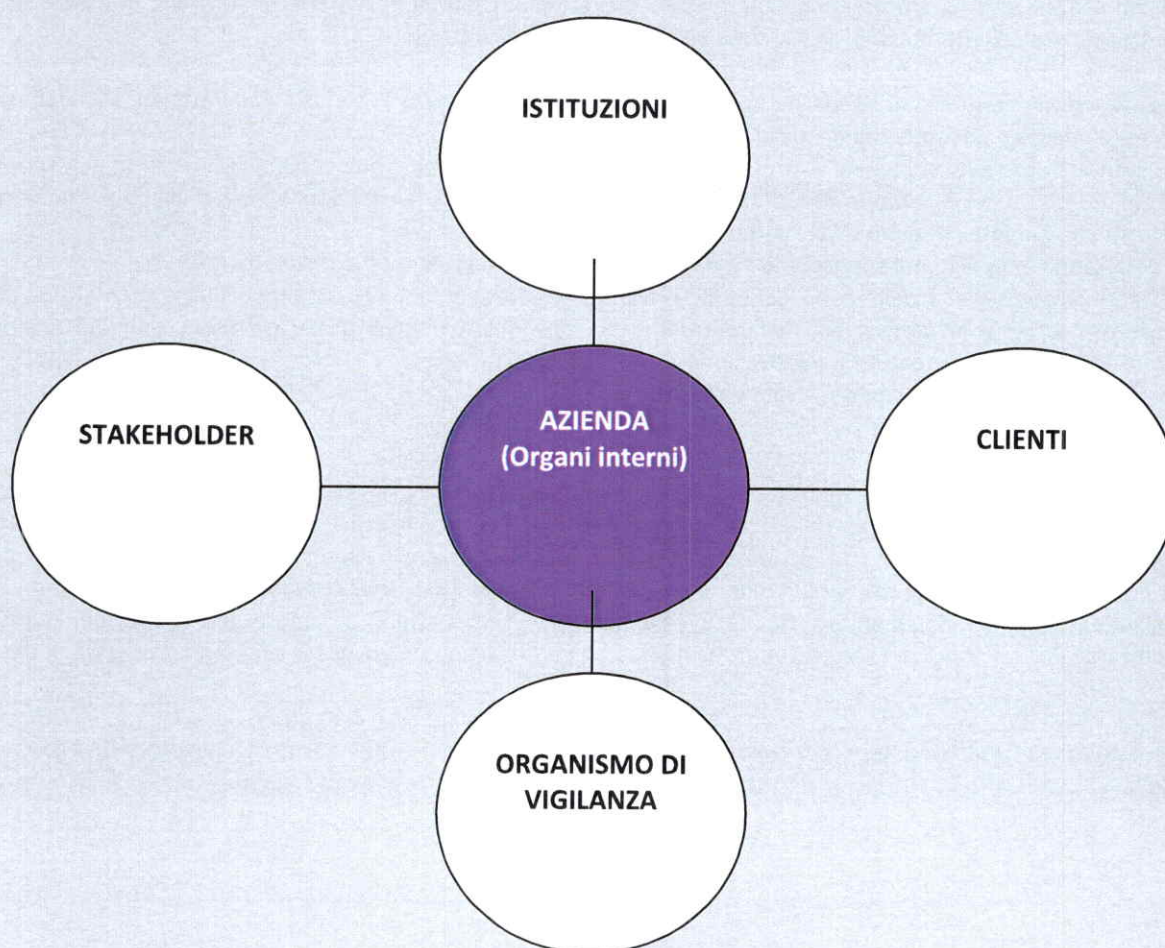 ISTITUZIONI
STAKEHOLDER
AZIENDA
(Organi interni)
CLIENTI
ORGANISMO DI
VIGILANZA